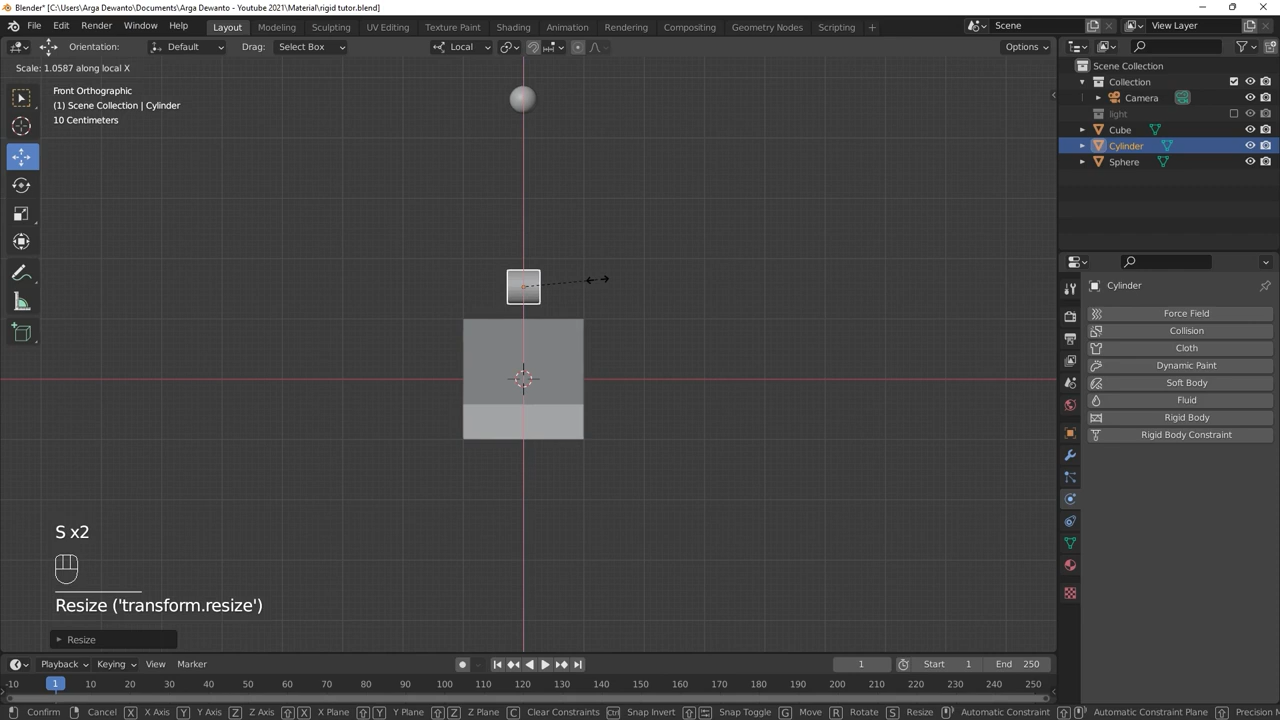 Blender* [C:\Users\Arga Dewanto\Documents\Arga Dewanto - Youtube 2021\Material\rigid tutor.blend]
File Edit Render Window Help Layout Modeling Sculpting UV Editing Texture Paint Shading Animation Rendering Compositing Geometry Nodes Scripting + Scene View Layer
Orientation: Default Drag: Select Box Local Options
Scale: 1.0587 along local X
Front Orthographic
(1) Scene Collection | Cylinder
10 Centimeters
Scene Collection
Collection
Camera
light
Cube
Cylinder
Sphere
Cylinder
Force Field
Collision
Cloth
Dynamic Paint
Soft Body
Fluid
Rigid Body
Rigid Body Constraint
S x2
Resize ('transform.resize')
Resize
Playback Keying View Marker 1 Start 1 End 250
-10 1 10 20 30 40 50 60 70 80 90 100 110 120 130 140 150 160 170 180 190 200 210 220 230 240 250
Confirm Cancel X X Axis Y Y Axis Z Z Axis X X Plane Y Y Plane Z Z Plane C Clear Constraints Ctrl Snap Invert Snap Toggle G Move R Rotate S Resize Automatic Constraint Automatic Constraint Plane Precision